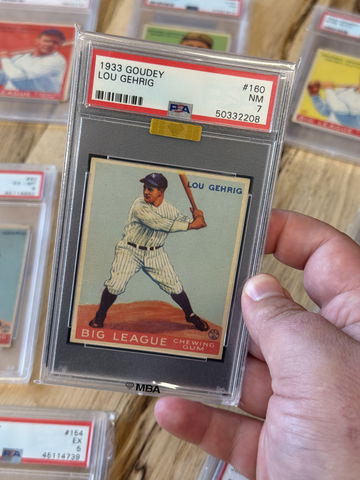 1933 GOUDEY
LOU GEHRIG
#160
NM
7
PSA
50332208
LOU GEHRIG
BIG LEAGUE CHEWING GUM
MBA
#154
EX
5
PSA
46114739